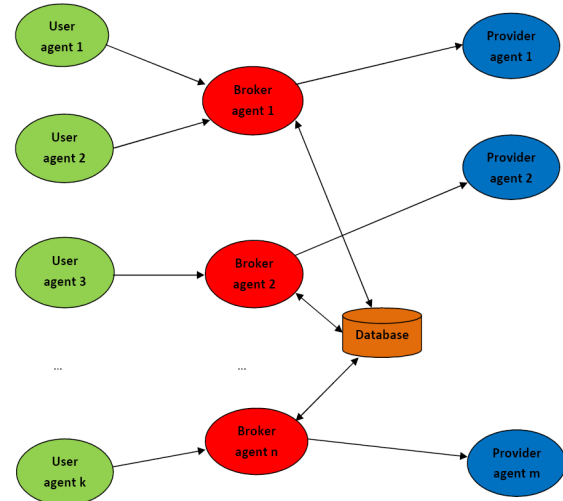 User
agent 1
Provider
agent 1
Broker
agent 1
User
agent 2
Provider
agent 2
User
agent 3
Broker
agent 2
Database
...
...
Broker
agent n
User
agent k
Provider
agent m